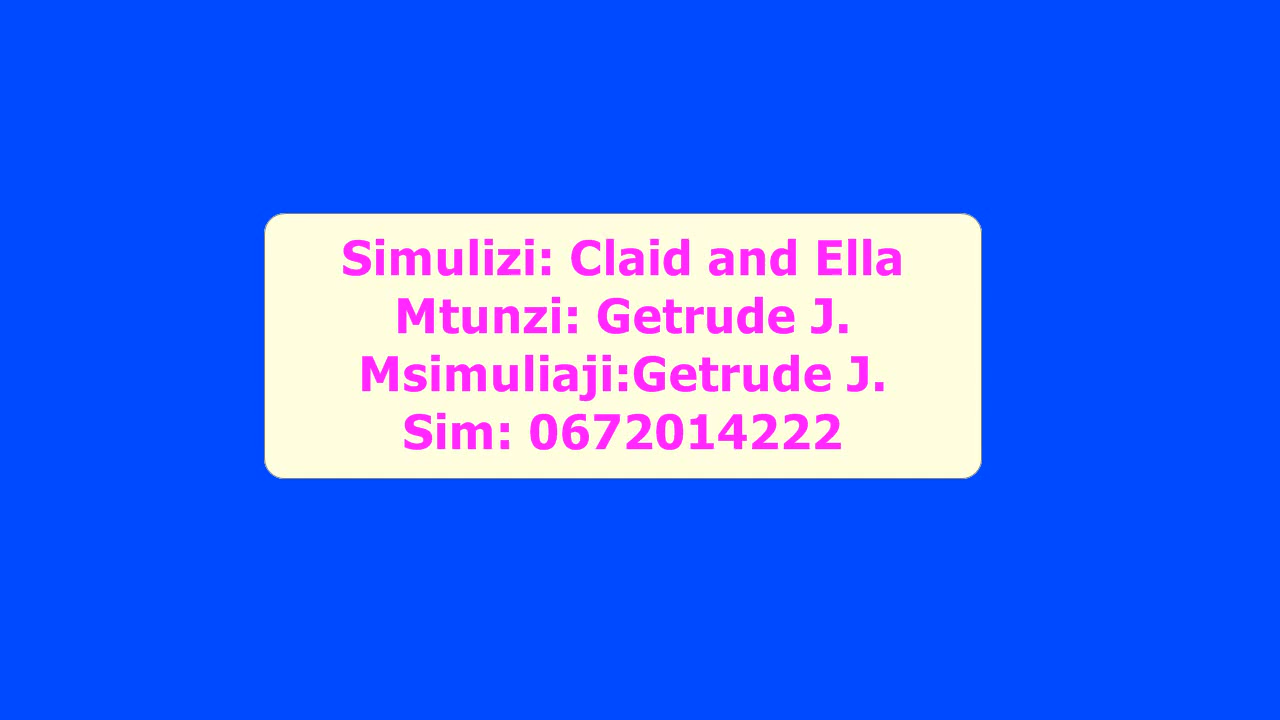 Simulizi: Claid and Ella
Mtunzi: Getrude J.
Msimuliaji:Getrude J.
Sim: 0672014222